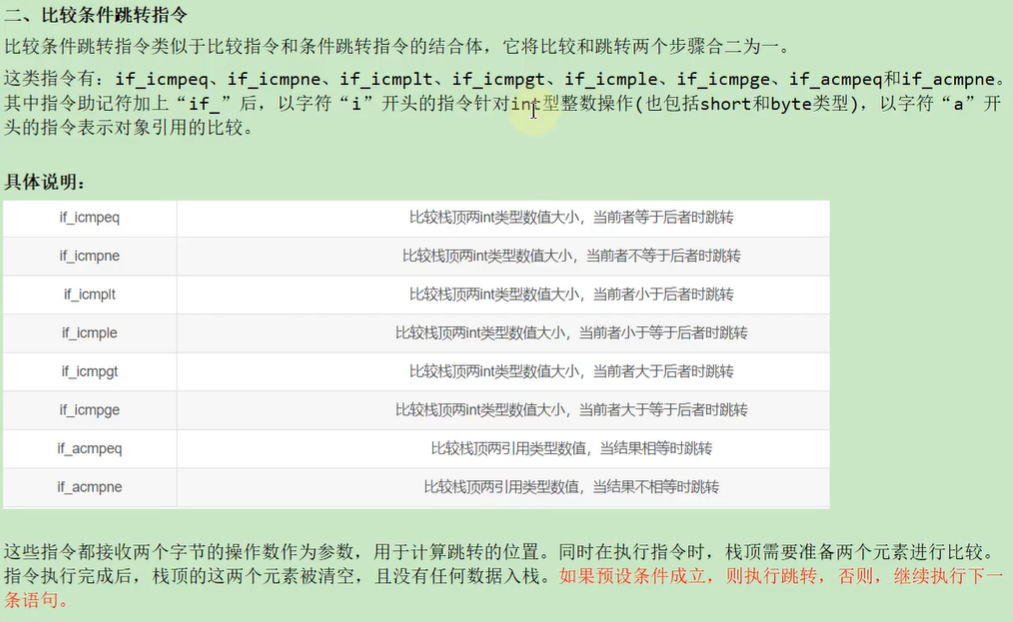 二、比较条件跳转指令
比较条件跳转指令类似于比较指令和条件跳转指令的结合体，它将比较和跳转两个步骤合二为一。
这类指令有：if_icmpeq、if_icmpne、if_icmplt、if_icmpgt、if_icmple、if_icmpge、if_acmpeq和if_acmpne。
其中指令助记符加上“if_”后，以字符“i”开头的指令针对int型整数操作(也包括short和byte类型)，以字符“a”开
头的指令表示对象引用的比较。
具体说明：
if_icmpeq 比较栈顶两int类型数值大小，当前者等于后者时跳转
if_icmpne 比较栈顶两int类型数值大小，当前者不等于后者时跳转
if_icmplt 比较栈顶两int类型数值大小，当前者小于后者时跳转
if_icmple 比较栈顶两int类型数值大小，当前者小于等于后者时跳转
if_icmpgt 比较栈顶两int类型数值大小，当前者大于后者时跳转
if_icmpge 比较栈顶两int类型数值大小，当前者大于等于后者时跳转
if_acmpeq 比较栈顶两引用类型数值，当结果相等时跳转
if_acmpne 比较栈顶两引用类型数值，当结果不相等时跳转
这些指令都接收两个字节的操作数作为参数，用于计算跳转的位置。同时在执行指令时，栈顶需要准备两个元素进行比较。
指令执行完成后，栈顶的这两个元素被清空，且没有任何数据入栈。如果预设条件成立，则执行跳转，否则，继续执行下一
条语句。